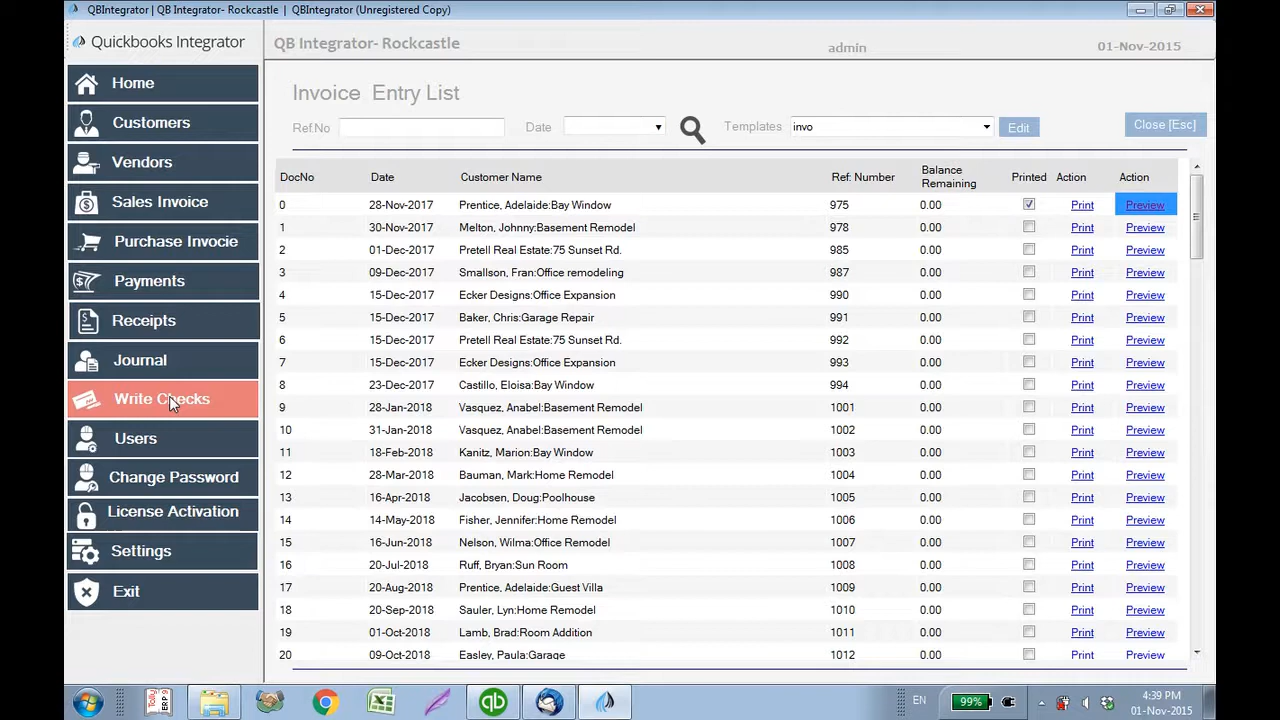 QBIntegrator | QB Integrator- Rockcastle | QBIntegrator (Unregistered Copy)
Quickbooks Integrator
QB Integrator- Rockcastle admin 01-Nov-2015
Home
Customers
Vendors
Sales Invoice
Purchase Invocie
Payments
Receipts
Journal
Write Checks
Users
Change Password
License Activation
Settings
Exit
Invoice Entry List
Ref.No Date Templates invo Edit Close [Esc]
DocNo Date Customer Name Ref: Number Balance Remaining Printed Action Action
0 28-Nov-2017 Prentice, Adelaide:Bay Window 975 0.00 Print Preview
1 30-Nov-2017 Melton, Johnny:Basement Remodel 978 0.00 Print Preview
2 01-Dec-2017 Pretell Real Estate:75 Sunset Rd. 985 0.00 Print Preview
3 09-Dec-2017 Smallson, Fran:Office remodeling 987 0.00 Print Preview
4 15-Dec-2017 Ecker Designs:Office Expansion 990 0.00 Print Preview
5 15-Dec-2017 Baker, Chris:Garage Repair 991 0.00 Print Preview
6 15-Dec-2017 Pretell Real Estate:75 Sunset Rd. 992 0.00 Print Preview
7 15-Dec-2017 Ecker Designs:Office Expansion 993 0.00 Print Preview
8 23-Dec-2017 Castillo, Eloisa:Bay Window 994 0.00 Print Preview
9 28-Jan-2018 Vasquez, Anabel:Basement Remodel 1001 0.00 Print Preview
10 31-Jan-2018 Vasquez, Anabel:Basement Remodel 1002 0.00 Print Preview
11 18-Feb-2018 Kanitz, Marion:Bay Window 1003 0.00 Print Preview
12 28-Mar-2018 Bauman, Mark:Home Remodel 1004 0.00 Print Preview
13 16-Apr-2018 Jacobsen, Doug:Poolhouse 1005 0.00 Print Preview
14 14-May-2018 Fisher, Jennifer:Home Remodel 1006 0.00 Print Preview
15 16-Jun-2018 Nelson, Wilma:Office Remodel 1007 0.00 Print Preview
16 20-Jul-2018 Ruff, Bryan:Sun Room 1008 0.00 Print Preview
17 20-Aug-2018 Prentice, Adelaide:Guest Villa 1009 0.00 Print Preview
18 20-Sep-2018 Sauler, Lyn:Home Remodel 1010 0.00 Print Preview
19 01-Oct-2018 Lamb, Brad:Room Addition 1011 0.00 Print Preview
20 09-Oct-2018 Easley, Paula:Garage 1012 0.00 Print Preview
Tally ERP 9 qb EN 99% 4:39 PM
01-Nov-2015